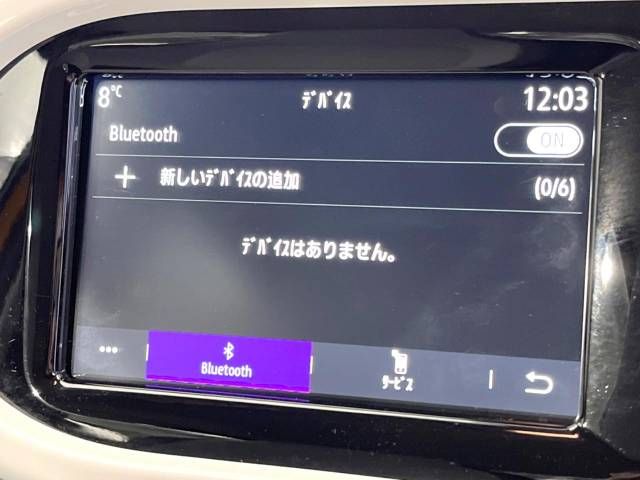 8℃ ﾃﾞﾊﾞｲｽ 12:03
Bluetooth ON
＋ 新しいﾃﾞﾊﾞｲｽの追加 (0/6)
ﾃﾞﾊﾞｲｽはありません。
••• Bluetooth ｻｰﾋﾞｽ